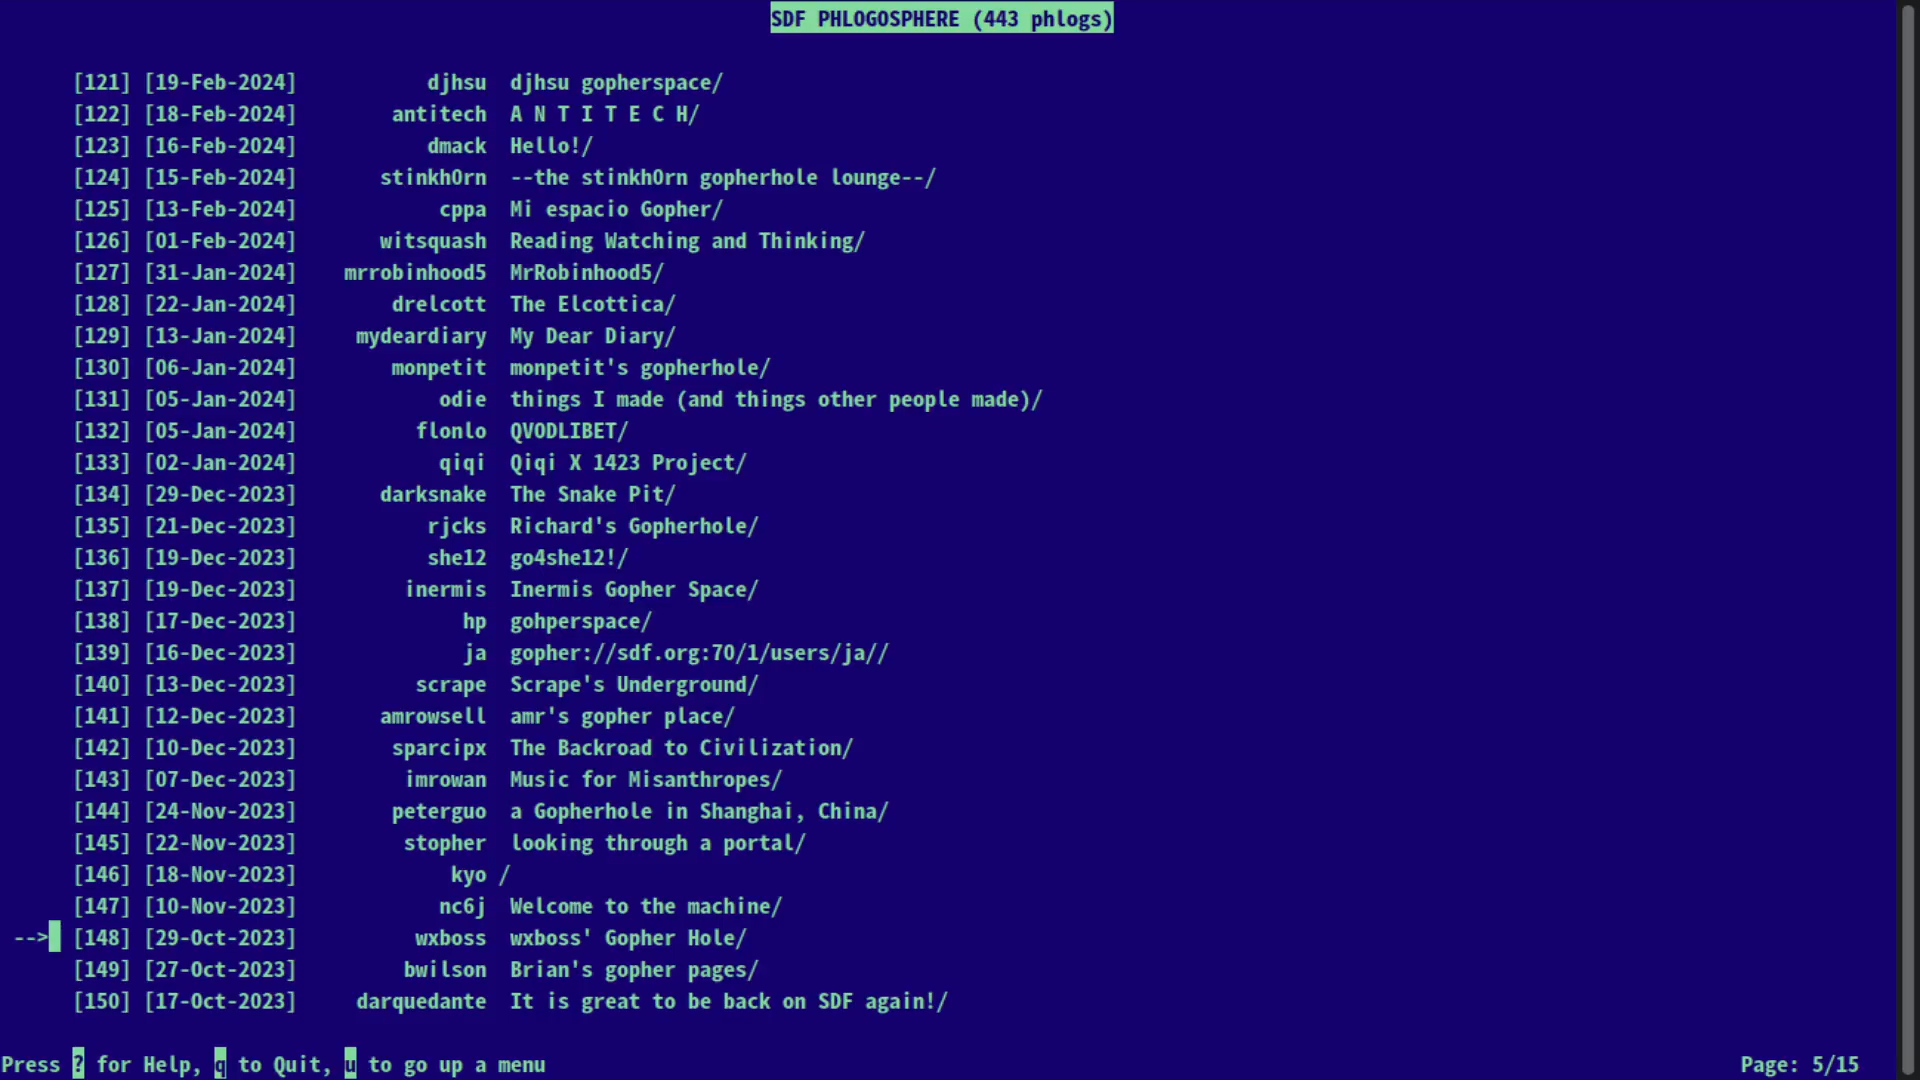 SDF PHLOGOSPHERE (443 phlogs)
[121] [19-Feb-2024] djhsu djhsu gopherspace/
[122] [18-Feb-2024] antitech A N T I T E C H/
[123] [16-Feb-2024] dmack Hello!/
[124] [15-Feb-2024] stinkh0rn --the stinkh0rn gopherhole lounge--/
[125] [13-Feb-2024] cppa Mi espacio Gopher/
[126] [01-Feb-2024] witsquash Reading Watching and Thinking/
[127] [31-Jan-2024] mrrobinhood5 MrRobinhood5/
[128] [22-Jan-2024] drelcott The Elcottica/
[129] [13-Jan-2024] mydeardiary My Dear Diary/
[130] [06-Jan-2024] monpetit monpetit's gopherhole/
[131] [05-Jan-2024] odie things I made (and things other people made)/
[132] [05-Jan-2024] flonlo QVODLIBET/
[133] [02-Jan-2024] qiqi Qiqi X 1423 Project/
[134] [29-Dec-2023] darksnake The Snake Pit/
[135] [21-Dec-2023] rjcks Richard's Gopherhole/
[136] [19-Dec-2023] she12 go4she12!/
[137] [19-Dec-2023] inermis Inermis Gopher Space/
[138] [17-Dec-2023] hp gohperspace/
[139] [16-Dec-2023] ja gopher://sdf.org:70/1/users/ja//
[140] [13-Dec-2023] scrape Scrape's Underground/
[141] [12-Dec-2023] amrowsell amr's gopher place/
[142] [10-Dec-2023] sparcipx The Backroad to Civilization/
[143] [07-Dec-2023] imrowan Music for Misanthropes/
[144] [24-Nov-2023] peterguo a Gopherhole in Shanghai, China/
[145] [22-Nov-2023] stopher looking through a portal/
[146] [18-Nov-2023] kyo /
[147] [10-Nov-2023] nc6j Welcome to the machine/
--> [148] [29-Oct-2023] wxboss wxboss' Gopher Hole/
[149] [27-Oct-2023] bwilson Brian's gopher pages/
[150] [17-Oct-2023] darquedante It is great to be back on SDF again!/
Press ? for Help, q to Quit, u to go up a menu Page: 5/15